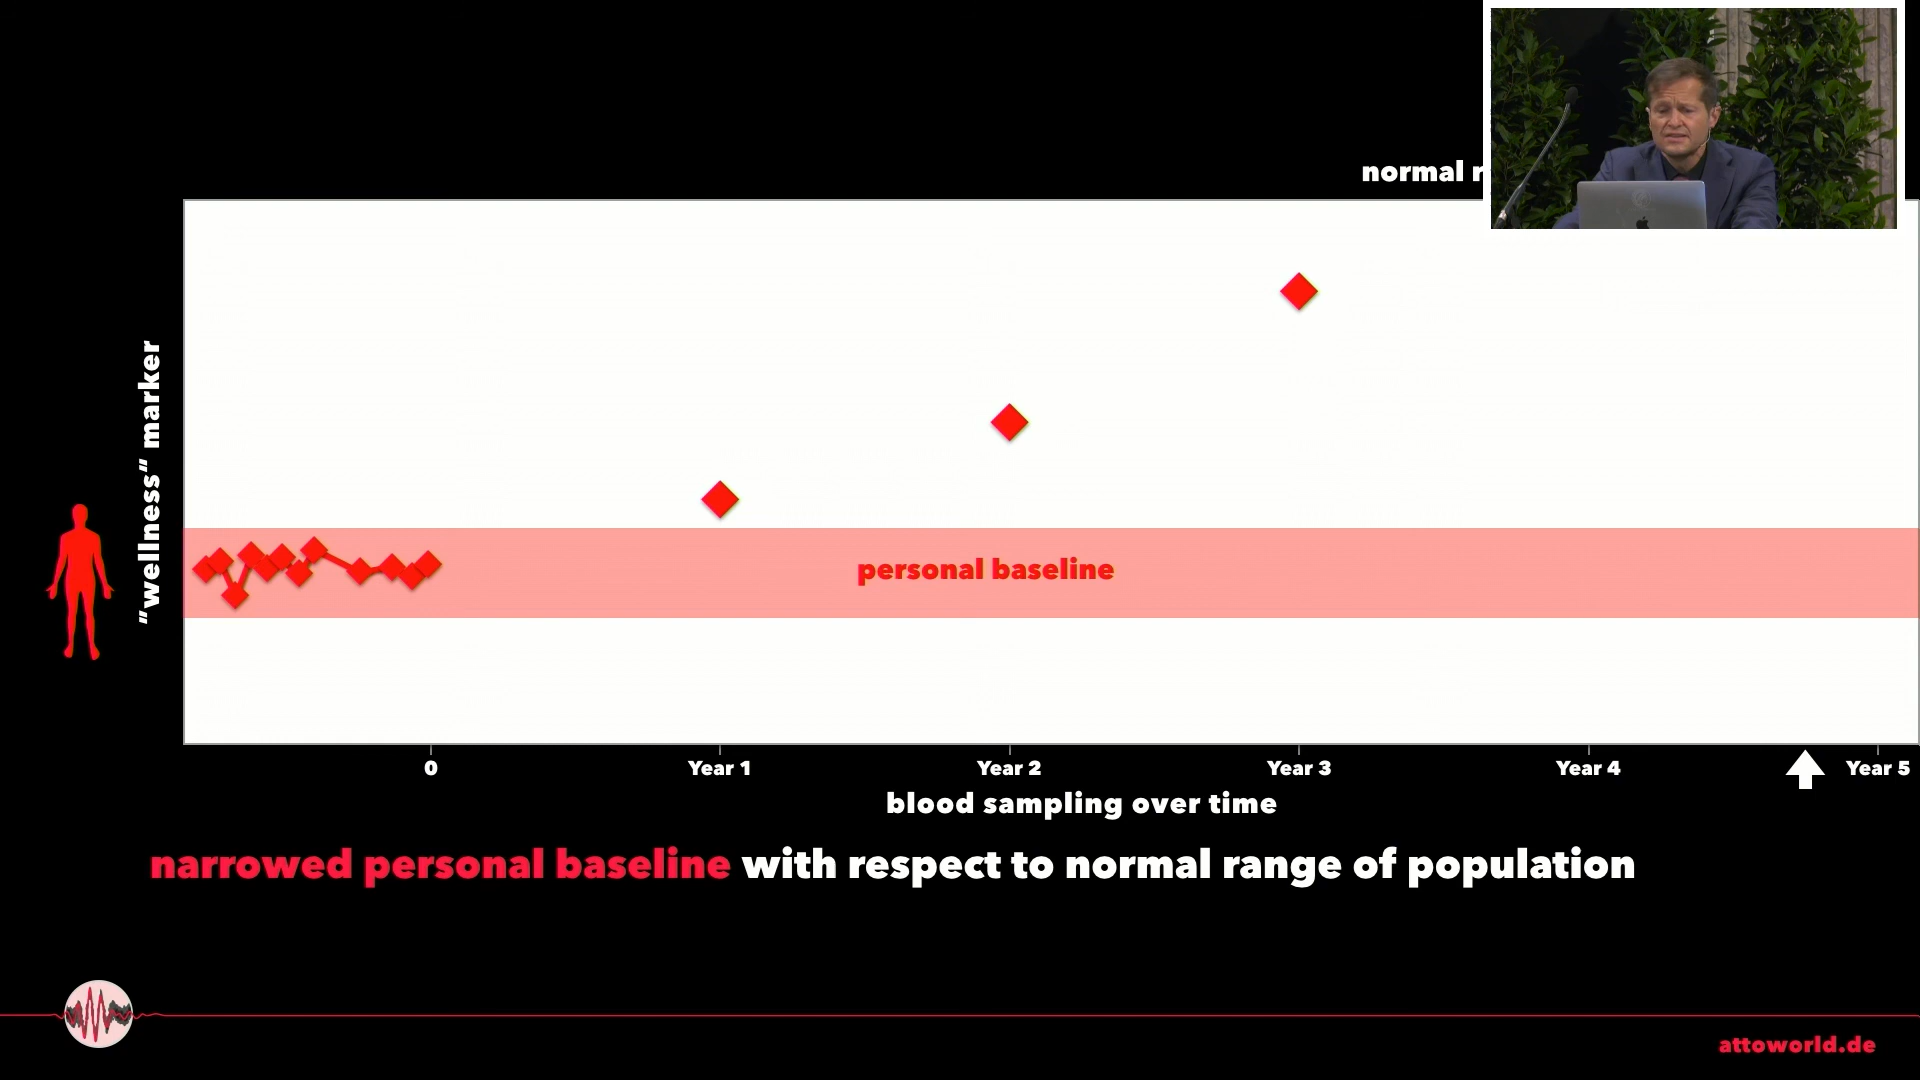 normal
"wellness" marker
personal baseline
0 Year 1 Year 2 Year 3 Year 4 Year 5
blood sampling over time
narrowed personal baseline with respect to normal range of population
attoworld.de